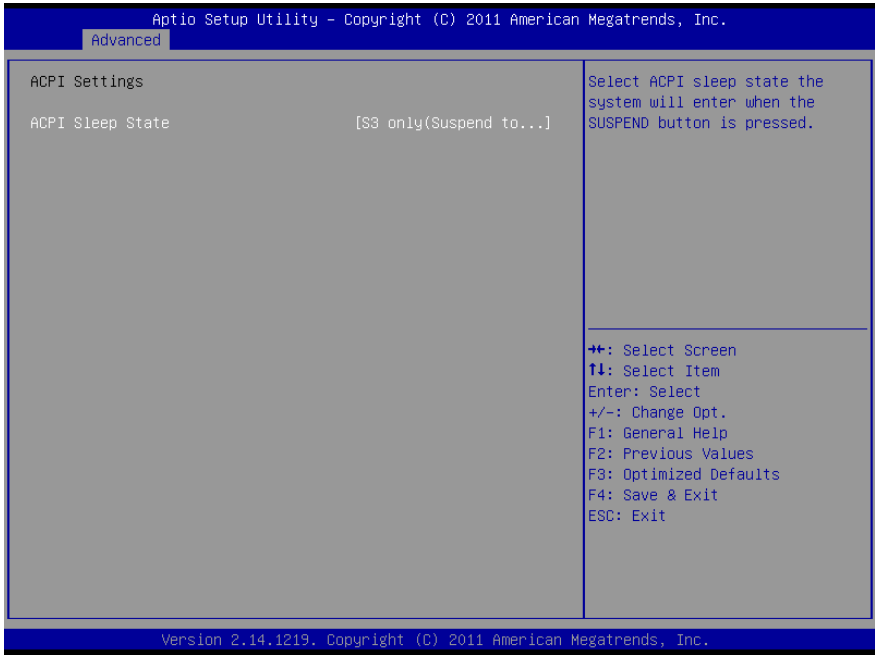 Aptio Setup Utility – Copyright (C) 2011 American Megatrends, Inc.
Advanced
ACPI Settings
ACPI Sleep State [S3 only(Suspend to...]
Select ACPI sleep state the
system will enter when the
SUSPEND button is pressed.
→←: Select Screen
↑↓: Select Item
Enter: Select
+/-: Change Opt.
F1: General Help
F2: Previous Values
F3: Optimized Defaults
F4: Save & Exit
ESC: Exit
Version 2.14.1219. Copyright (C) 2011 American Megatrends, Inc.